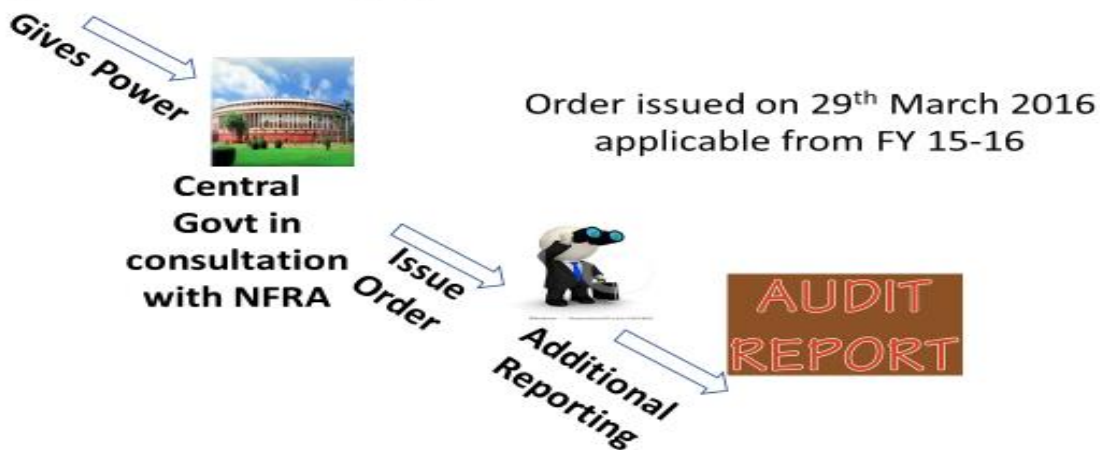 Gives Power
Order issued on 29th March 2016
applicable from FY 15-16
Central
Govt in
consultation
with NFRA
Issue
Order
Additional
Reporting
AUDIT
REPORT